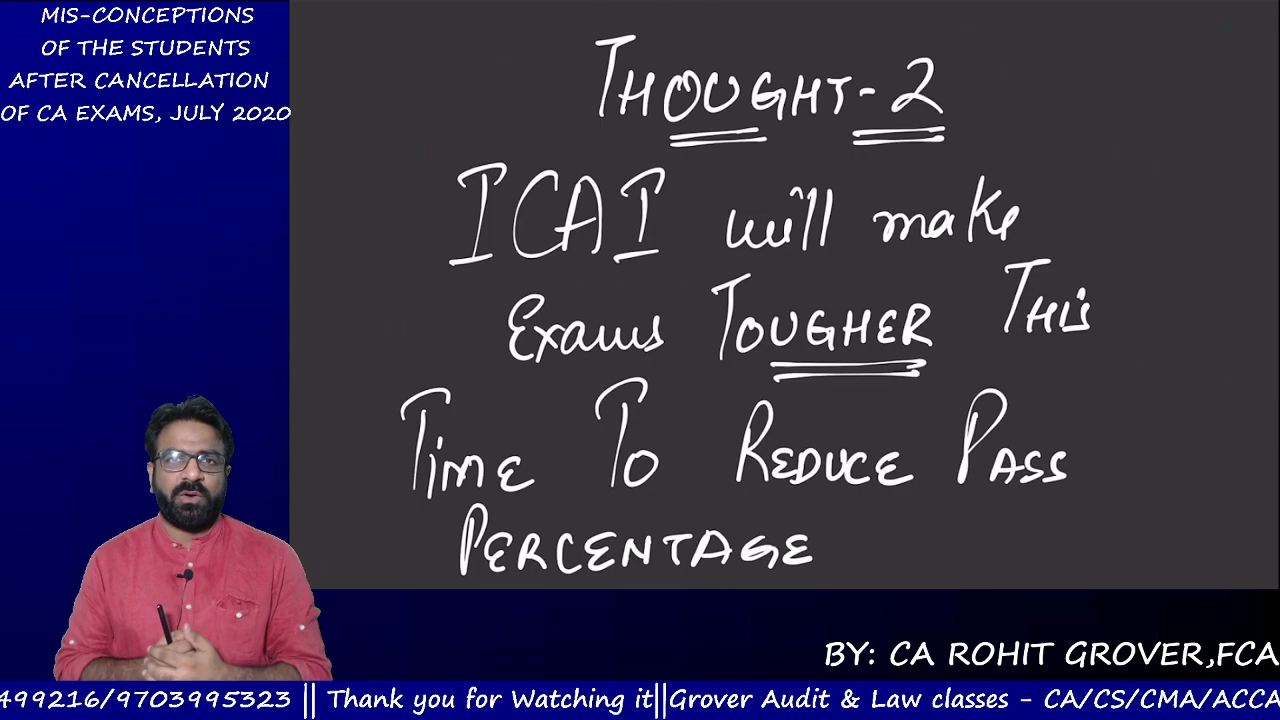 MIS-CONCEPTIONS
OF THE STUDENTS
AFTER CANCELLATION
OF CA EXAMS, JULY 2020
THOUGHT-2
ICAI will make
Exams TOUGHER THis
TiME TO REDUCE PASS
PERCENTAGE
BY: CA ROHIT GROVER,FCA
499216/9703995323 || Thank you for Watching it||Grover Audit & Law classes - CA/CS/CMA/ACCA